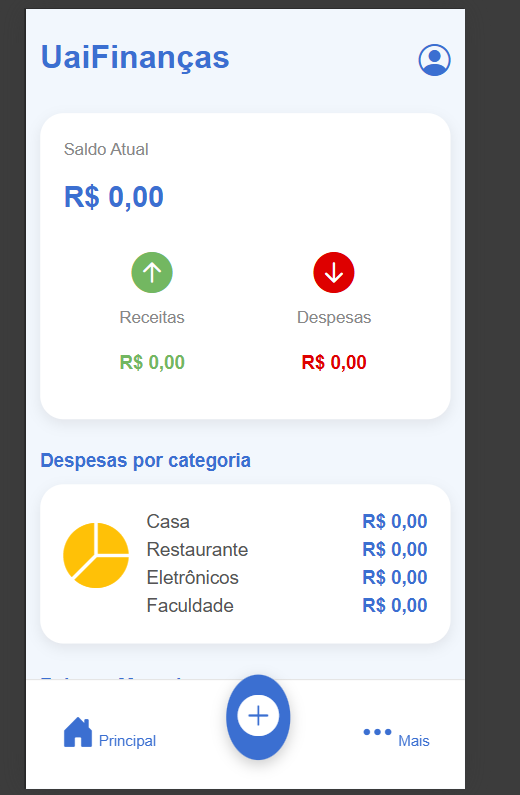 UaiFinanças
Saldo Atual
R$ 0,00
Receitas Despesas
R$ 0,00 R$ 0,00
Despesas por categoria
Casa R$ 0,00
Restaurante R$ 0,00
Eletrônicos R$ 0,00
Faculdade R$ 0,00
Principal Mais